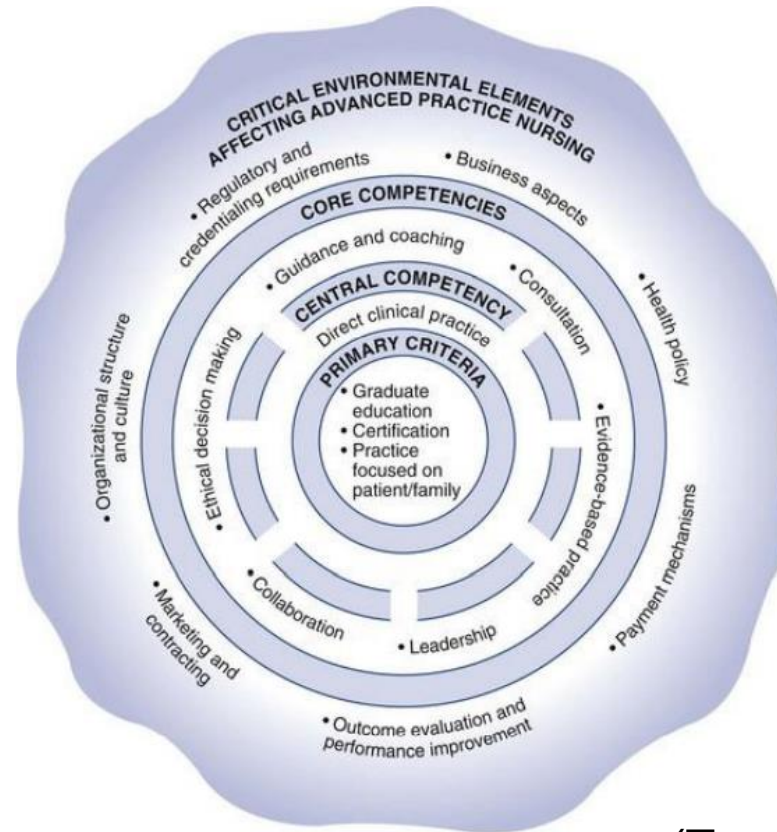 CRITICAL ENVIRONMENTAL ELEMENTS
AFFECTING ADVANCED PRACTICE NURSING
• Regulatory and
credentialing requirements
• Business aspects
• Health policy
• Payment mechanisms
• Outcome evaluation and
performance improvement
• Marketing and
contracting
• Organizational structure
and culture
CORE COMPETENCIES
• Guidance and coaching
• Consultation
• Evidence-based practice
• Leadership
• Collaboration
• Ethical decision making
CENTRAL COMPETENCY
Direct clinical practice
PRIMARY CRITERIA
• Graduate
education
• Certification
• Practice
focused on
patient/family